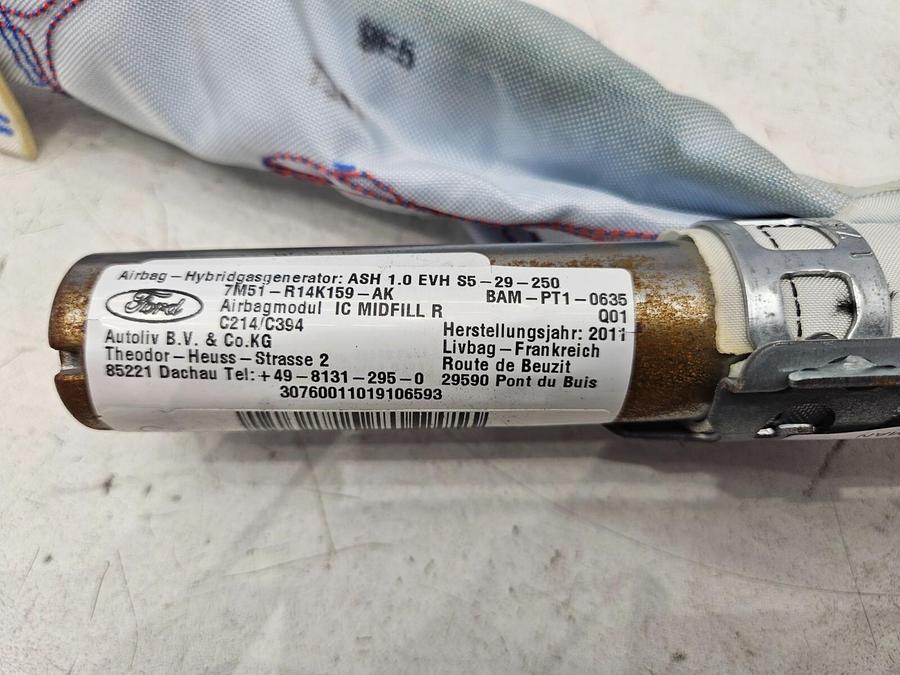 SK-5
Airbag-Hybridgasgenerator: ASH 1.0 EVH S5-29-250
Ford
7M51-R14K159-AK BAM-PT1-0635
Airbagmodul IC MIDFILL R Q01
C214/C394 Herstellungsjahr: 2011
Autoliv B.V. & Co.KG Livbag-Frankreich
Theodor-Heuss-Strasse 2 Route de Beuzit
85221 Dachau Tel: +49-8131-295-0 29590 Pont du Buis
30760011019106593